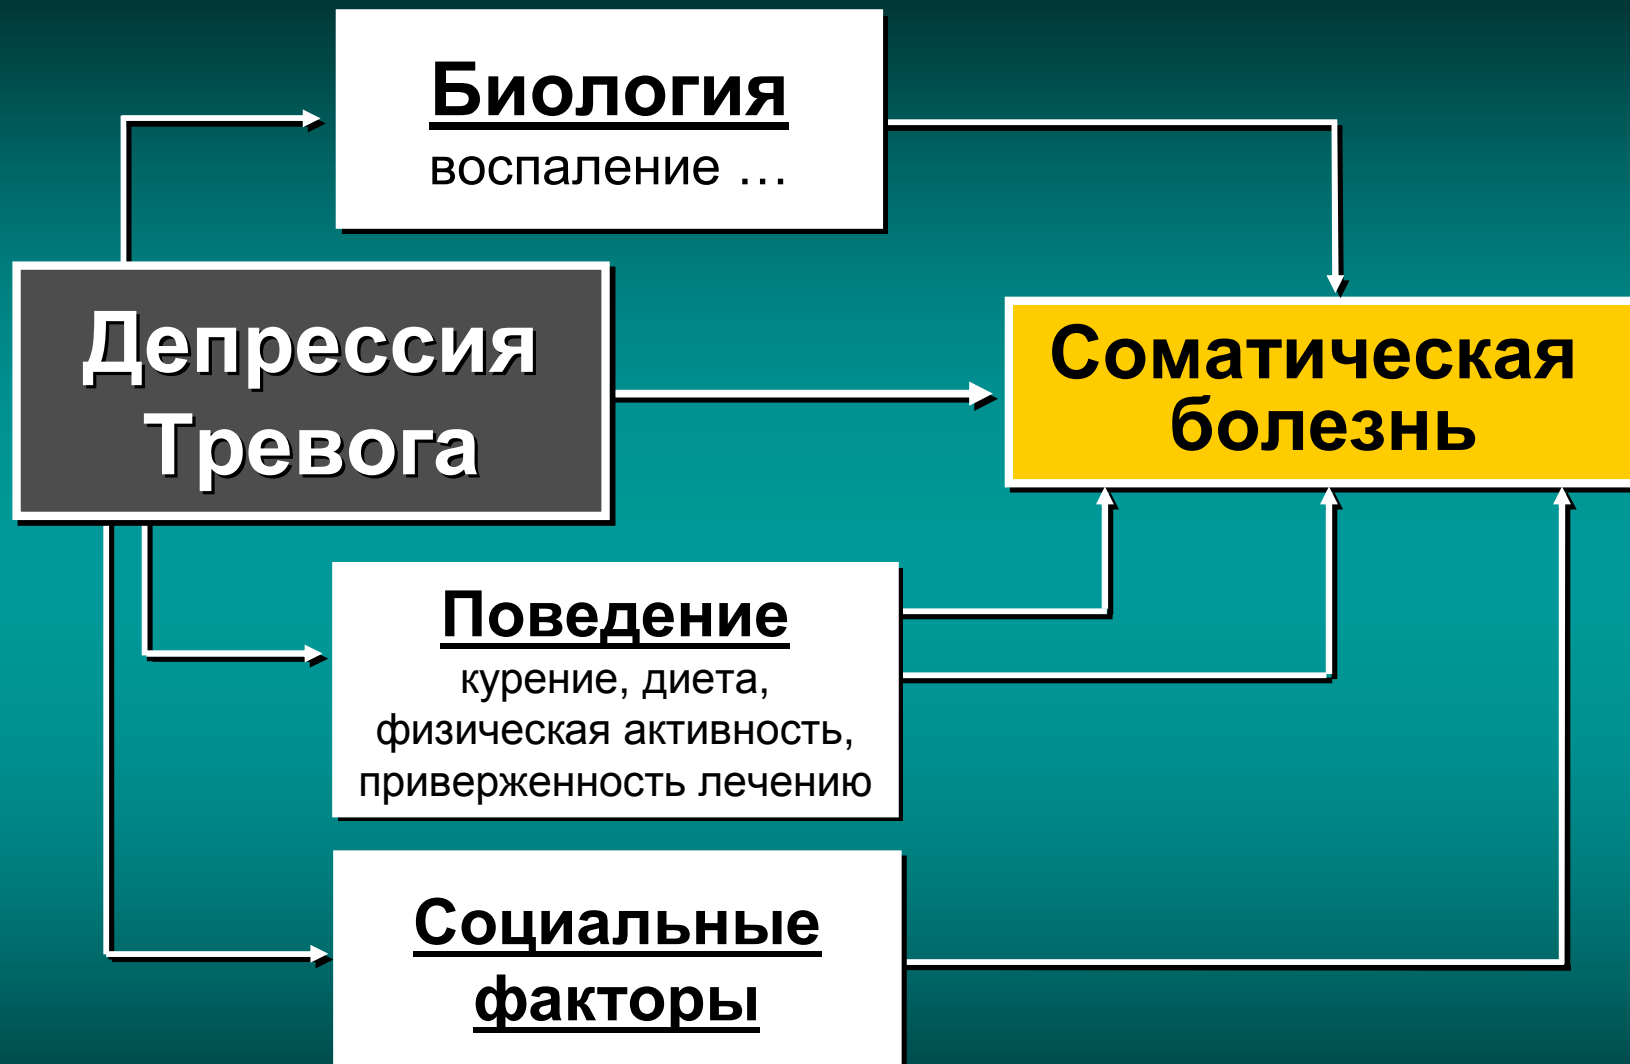 Биология
воспаление …
Депрессия
Тревога
Соматическая
болезнь
Поведение
курение, диета,
физическая активность,
приверженность лечению
Социальные
факторы